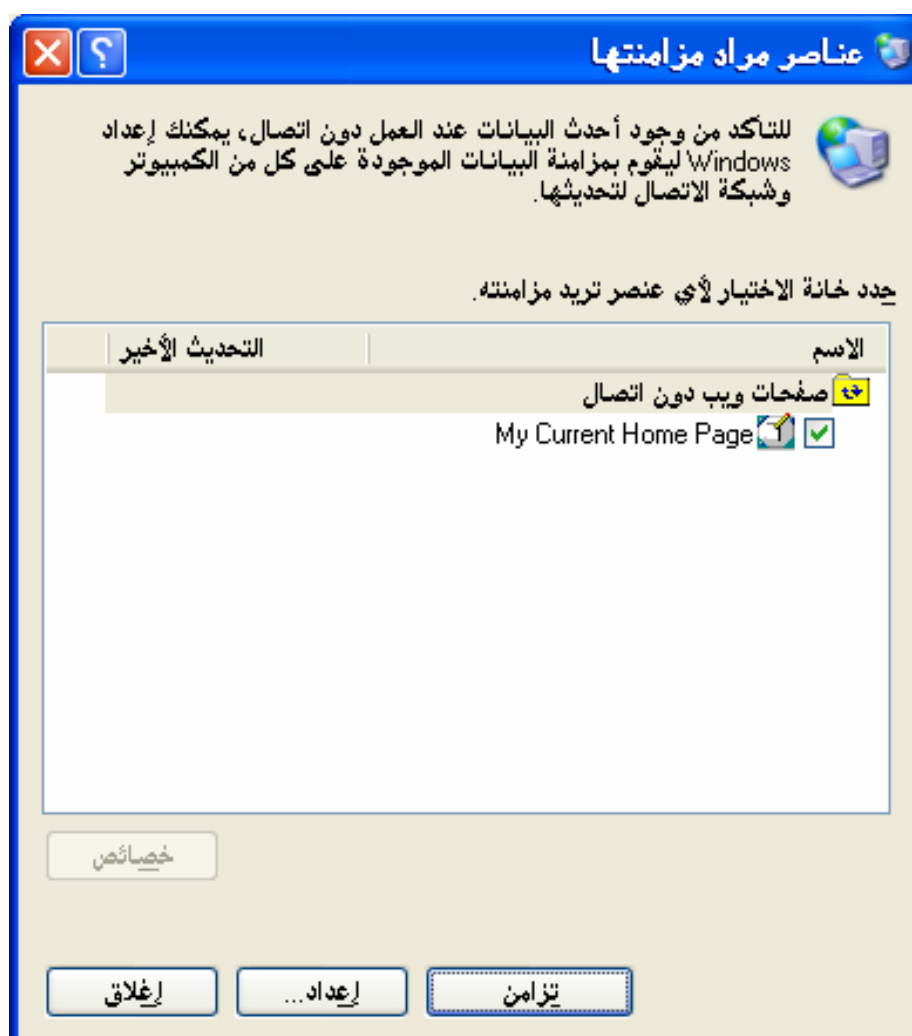 عناصر مراد مزامنتها
للتأكد من وجود أحدث البيانات عند العمل دون اتصال، يمكنك إعداد
Windows ليقوم بمزامنة البيانات الموجودة على كل من الكمبيوتر
وشبكة الاتصال لتحديثها.
حدد خانة الاختيار لأي عنصر تريد مزامنته.
الاسم التحديث الأخير
صفحات ويب دون اتصال
My Current Home Page
خصائص
تزامن إعداد... إغلاق